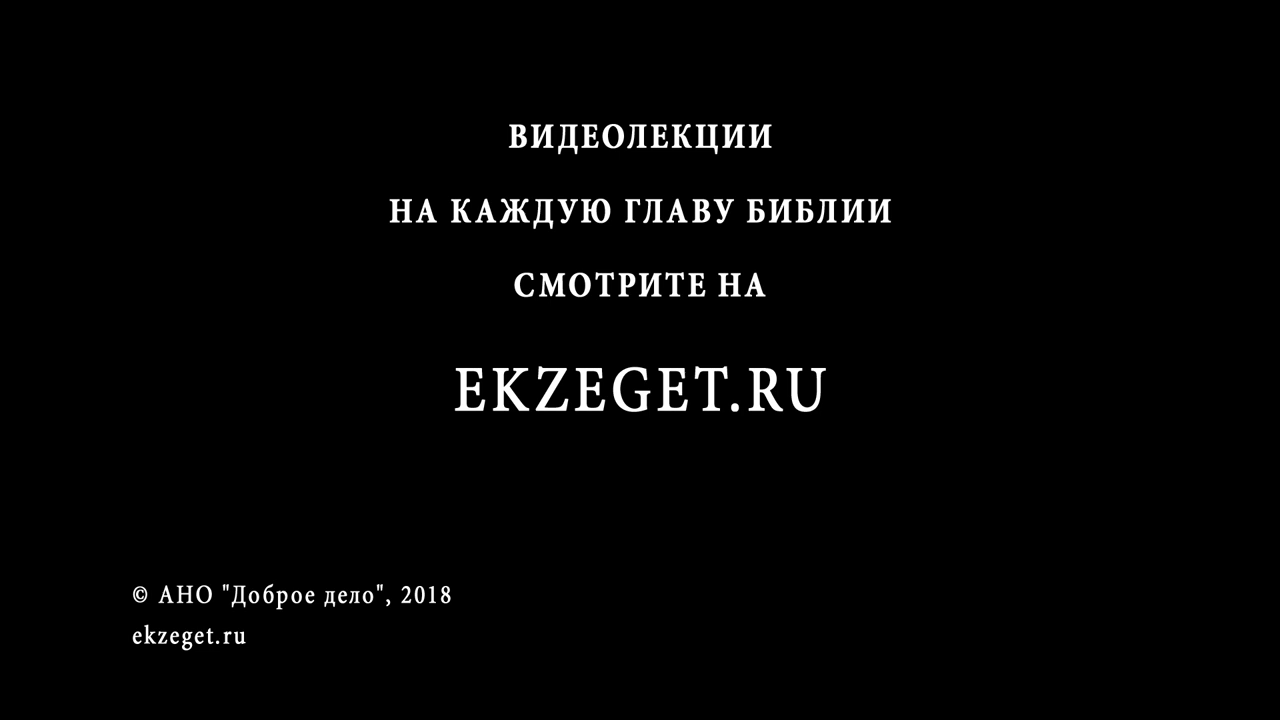 ВИДЕОЛЕКЦИИ
НА КАЖДУЮ ГЛАВУ БИБЛИИ
СМОТРИТЕ НА
EKZEGET.RU
© АНО "Доброе дело", 2018
ekzeget.ru